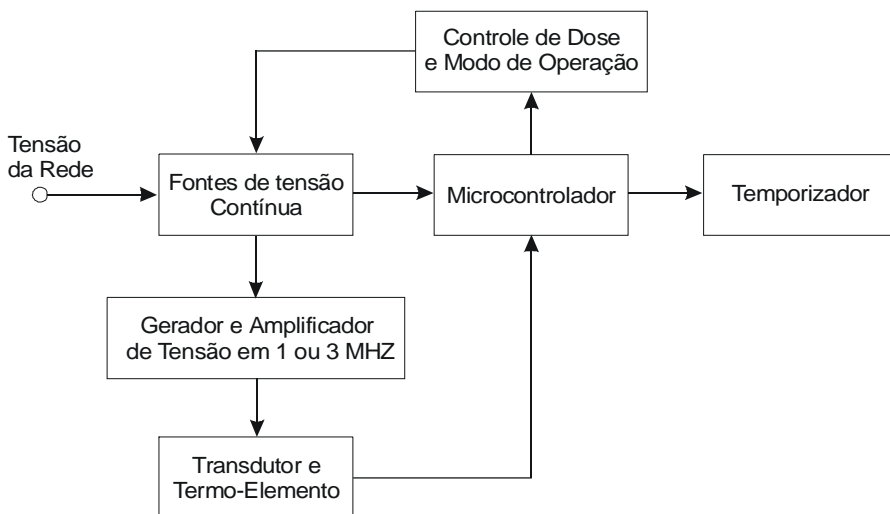 Controle de Dose
e Modo de Operação
Tensão
da Rede
Fontes de tensão
Contínua
Microcontrolador
Temporizador
Gerador e Amplificador
de Tensão em 1 ou 3 MHZ
Transdutor e
Termo-Elemento